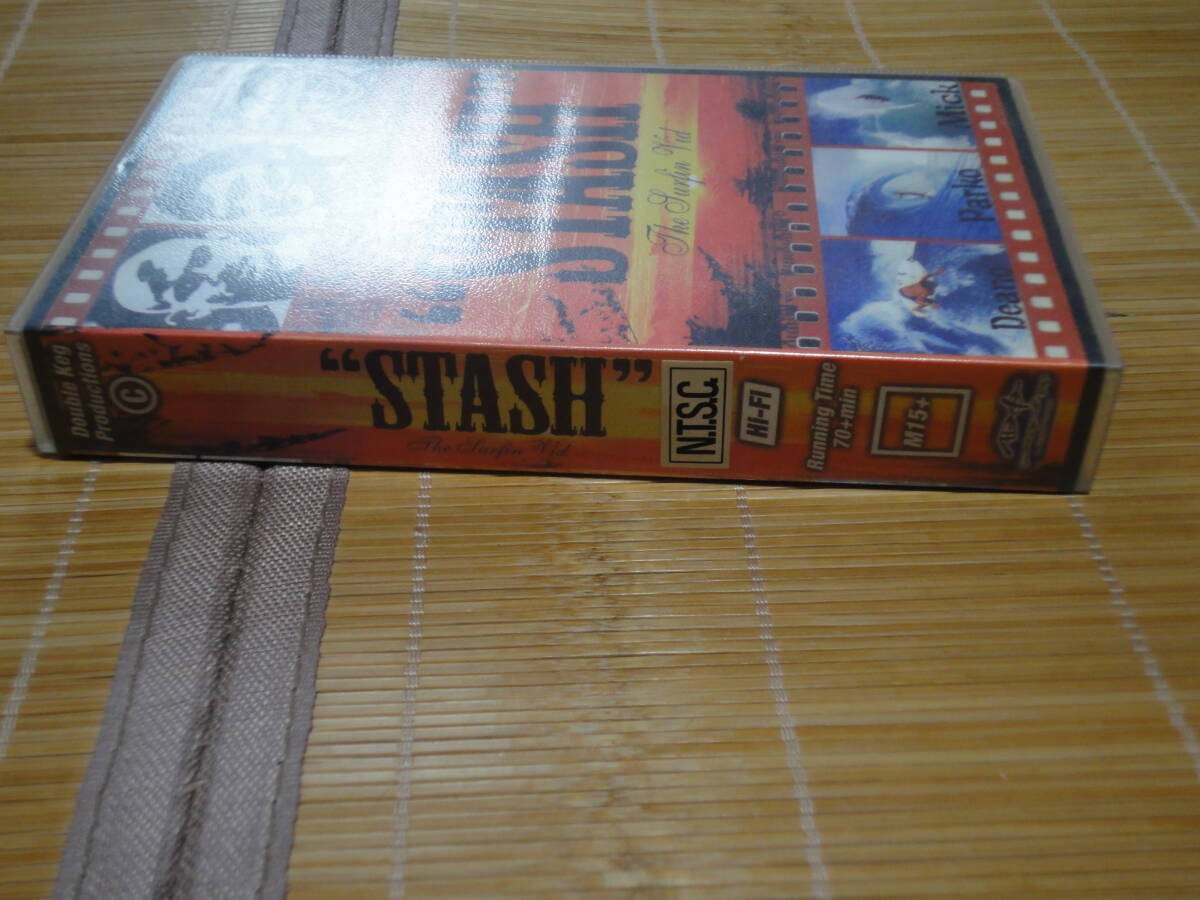 "STASH"
The Surfin Vid
Deano
Parko
Mick
Double Keg
Productions
©
"STASH"
The Surfin Vid
N.T.S.C.
Hi-Fi
Running Time
70+min
M15+